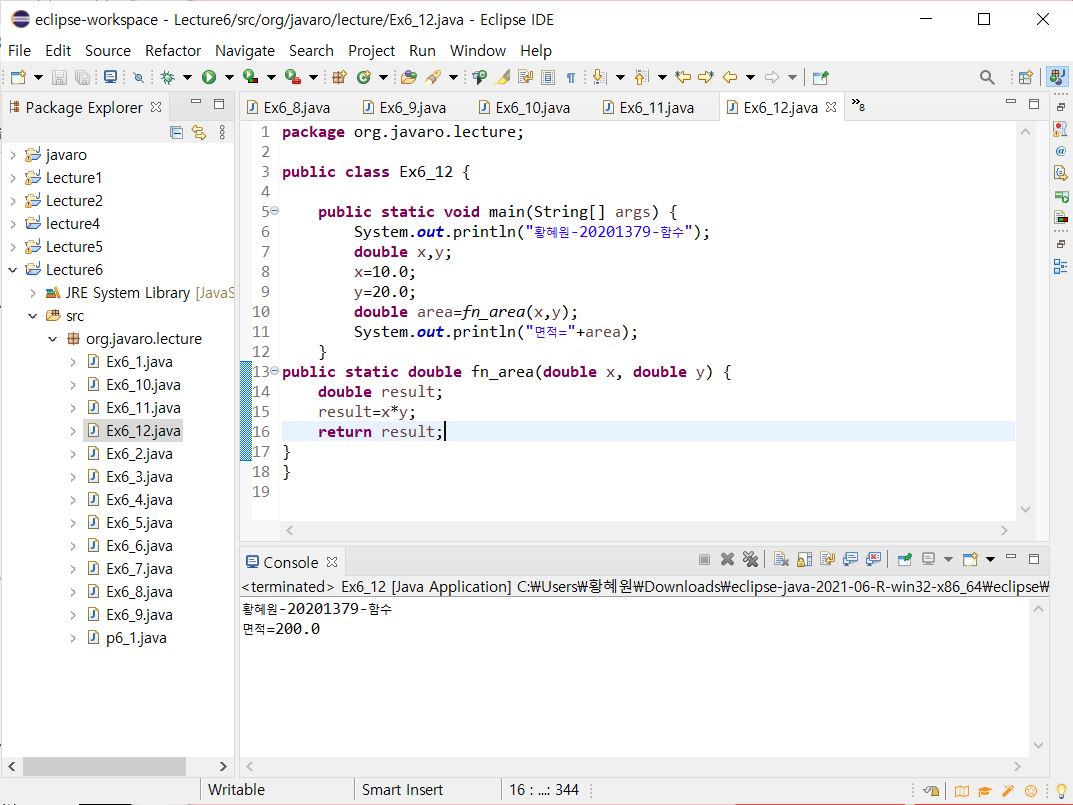 eclipse-workspace - Lecture6/src/org/javaro/lecture/Ex6_12.java - Eclipse IDE
File Edit Source Refactor Navigate Search Project Run Window Help
Package Explorer
javaro
Lecture1
Lecture2
lecture4
Lecture5
Lecture6
JRE System Library [JavaS
src
org.javaro.lecture
Ex6_1.java
Ex6_10.java
Ex6_11.java
Ex6_12.java
Ex6_2.java
Ex6_3.java
Ex6_4.java
Ex6_5.java
Ex6_6.java
Ex6_7.java
Ex6_8.java
Ex6_9.java
p6_1.java
Ex6_8.java Ex6_9.java Ex6_10.java Ex6_11.java Ex6_12.java »8
1 package org.javaro.lecture;
2
3 public class Ex6_12 {
4
5 public static void main(String[] args) {
6 System.out.println("황혜원-20201379-함수");
7 double x,y;
8 x=10.0;
9 y=20.0;
10 double area=fn_area(x,y);
11 System.out.println("면적="+area);
12 }
13 public static double fn_area(double x, double y) {
14 double result;
15 result=x*y;
16 return result;
17 }
18 }
19
Console
<terminated> Ex6_12 [Java Application] C:₩Users₩황혜원₩Downloads₩eclipse-java-2021-06-R-win32-x86_64₩eclipse₩
황혜원-20201379-함수
면적=200.0
Writable Smart Insert 16 : ...: 344